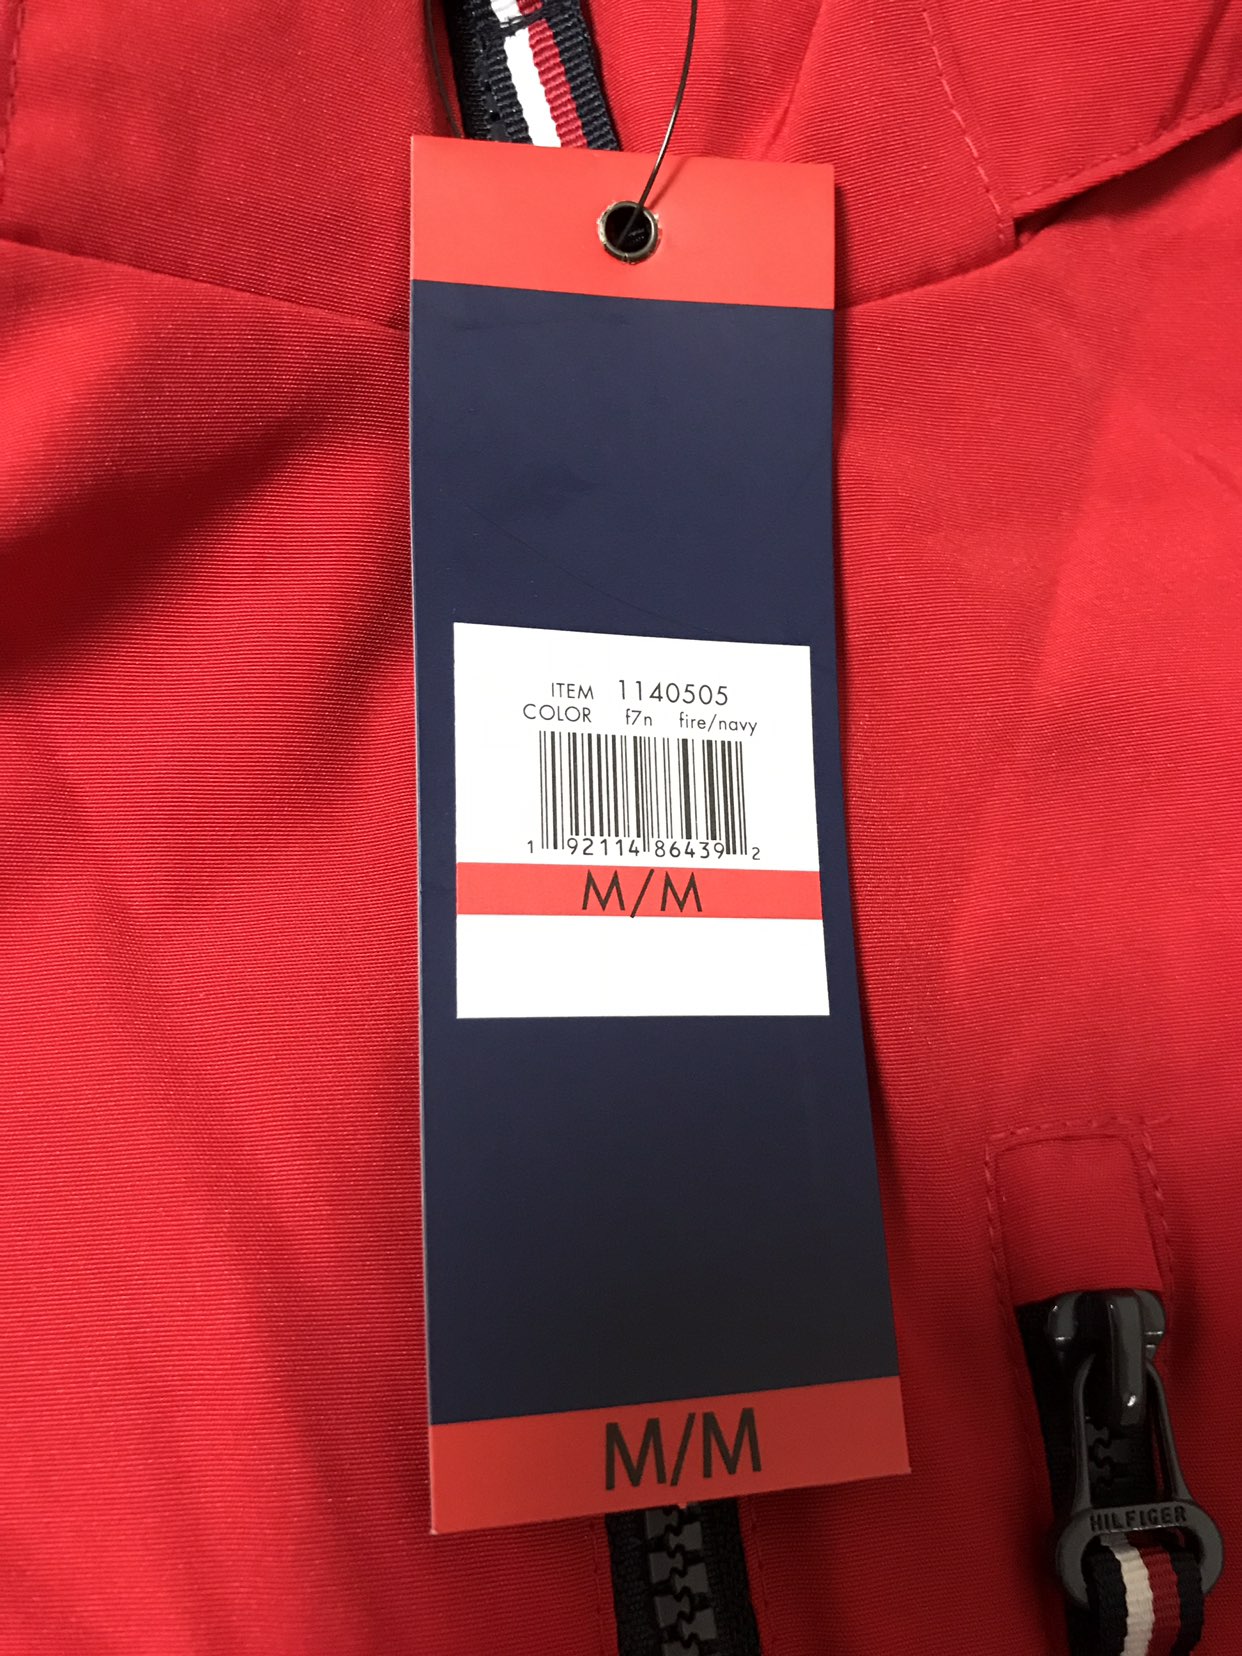 ITEM 1140505
COLOR f7n fire/navy
1 92114 86439 2
M/M
M/M
HILFIGER